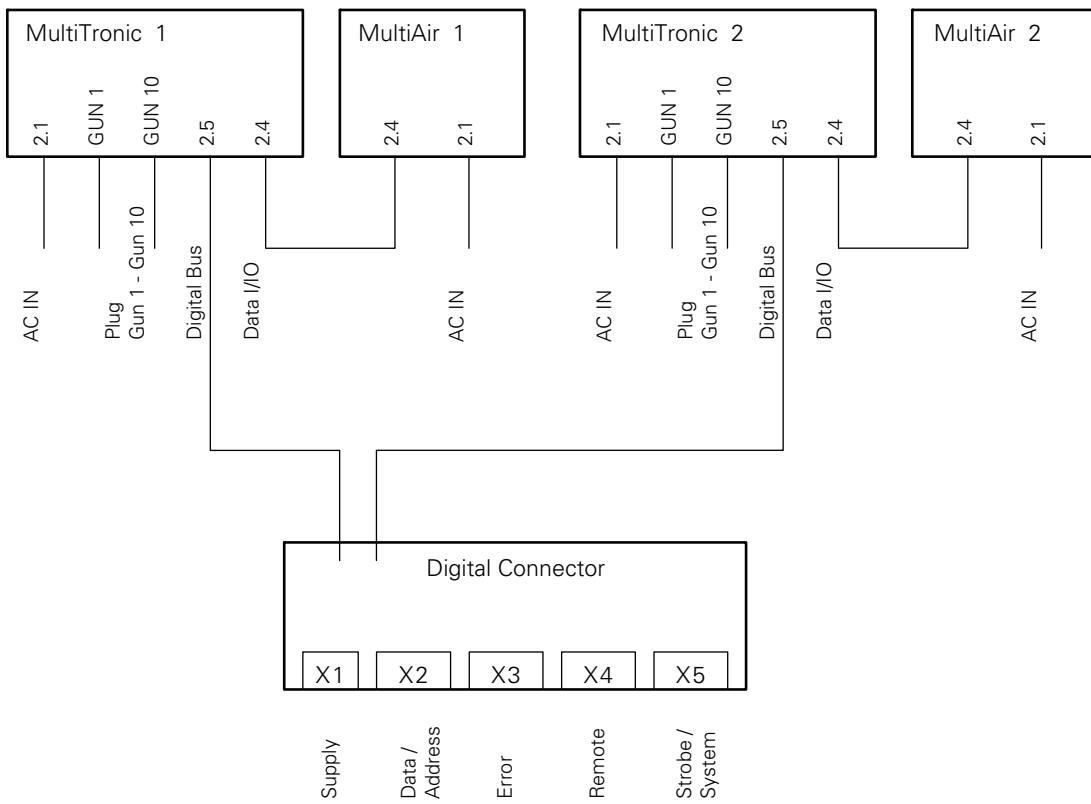 MultiTronic 1
MultiAir 1
MultiTronic 2
MultiAir 2
2.1
GUN 1
GUN 10
2.5
2.4
2.4
2.1
2.1
GUN 1
GUN 10
2.5
2.4
2.4
2.1
AC IN
Plug
Gun 1 - Gun 10
Digital Bus
Data I/IO
AC IN
AC IN
Plug
Gun 1 - Gun 10
Digital Bus
Data I/IO
AC IN
Digital Connector
X1
X2
X3
X4
X5
Supply
Data /
Address
Error
Remote
Strobe /
System